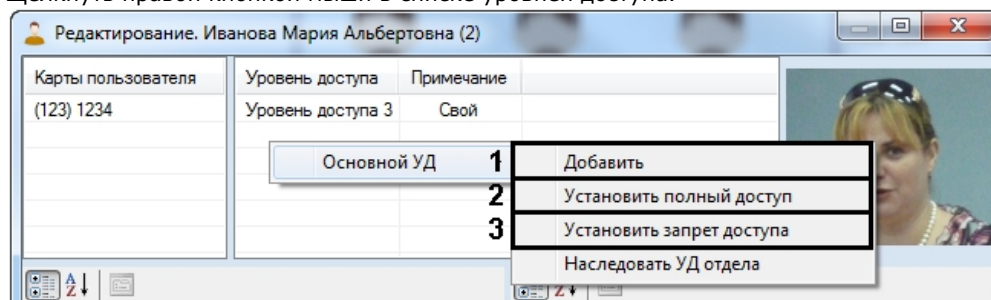 щелкнуть правой кнопкой мыши в списке уровней доступа.
Редактирование. Иванова Мария Альбертовна (2)
Карты пользователя Уровень доступа Примечание
(123) 1234 Уровень доступа 3 Свой
Основной УД 1 Добавить
2 Установить полный доступ
3 Установить запрет доступа
Наследовать УД отдела